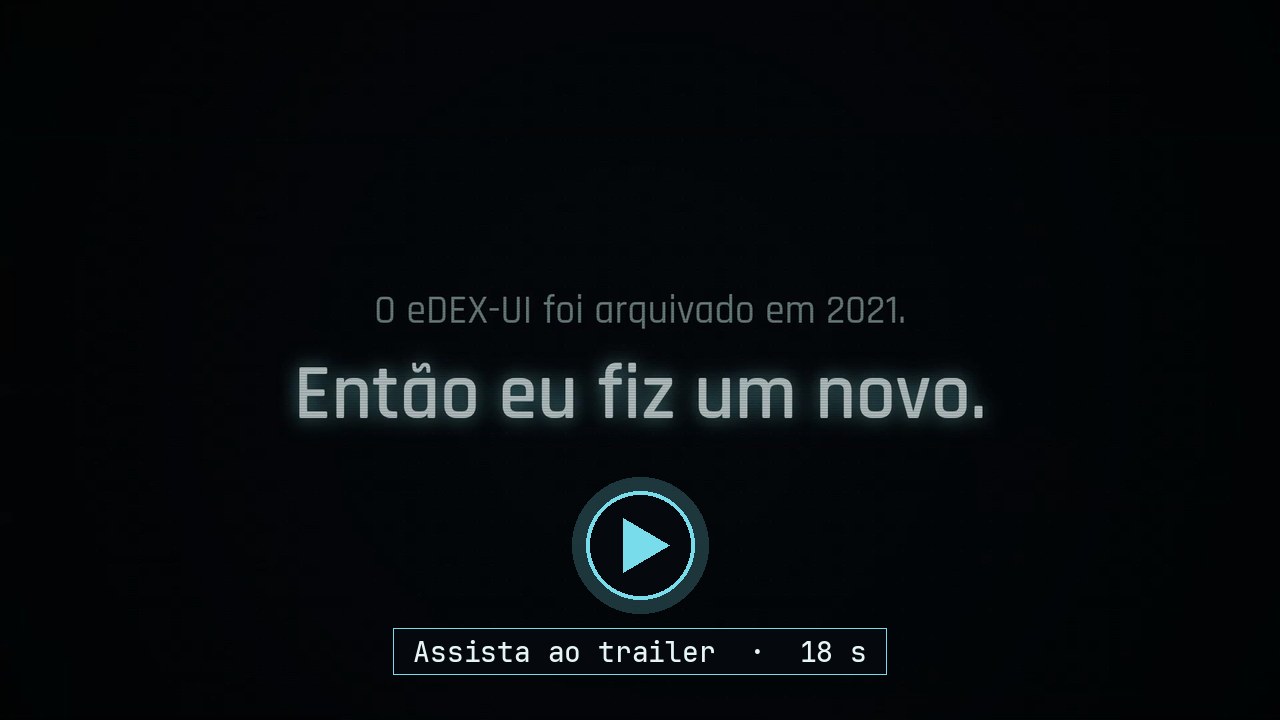 O eDEX-UI foi arquivado em 2021.
Então eu fiz um novo.
Assista ao trailer · 18 s